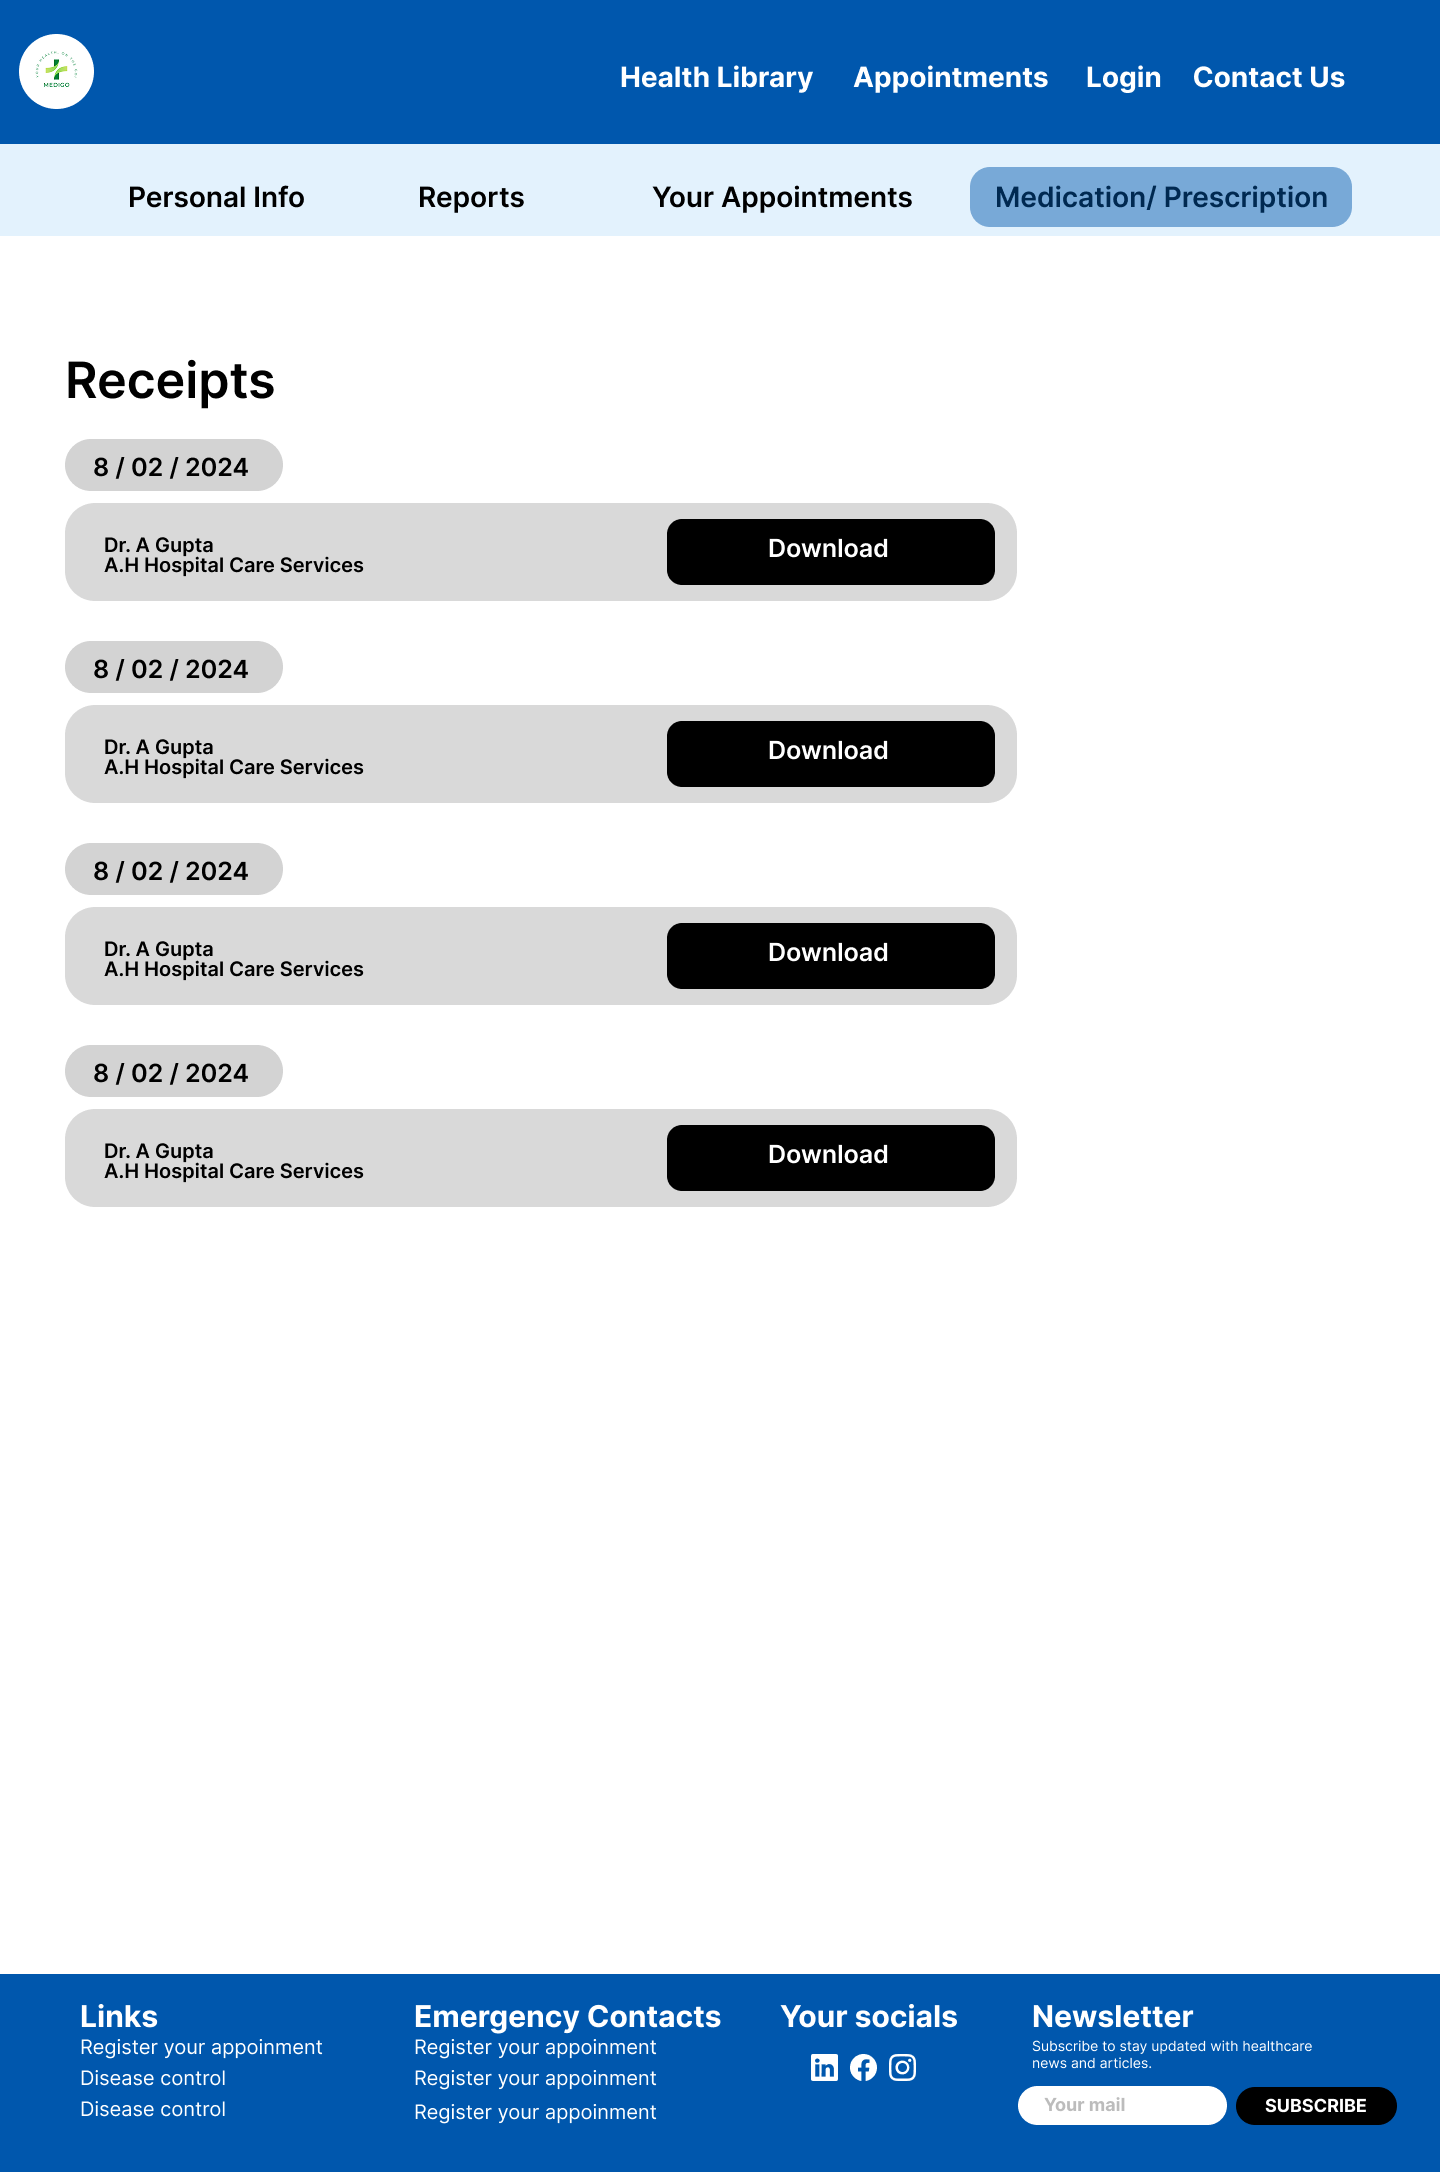 MEDIGO
Health Library
Appointments
Login
Contact Us
Personal Info
Reports
Your Appointments
Medication/ Prescription
Receipts
8 / 02 / 2024
Dr. A Gupta
A.H Hospital Care Services
Download
8 / 02 / 2024
Dr. A Gupta
A.H Hospital Care Services
Download
8 / 02 / 2024
Dr. A Gupta
A.H Hospital Care Services
Download
8 / 02 / 2024
Dr. A Gupta
A.H Hospital Care Services
Download
Links
Register your appoinment
Disease control
Disease control
Emergency Contacts
Register your appoinment
Register your appoinment
Register your appoinment
Your socials
Newsletter
Subscribe to stay updated with healthcare
news and articles.
Your mail
SUBSCRIBE